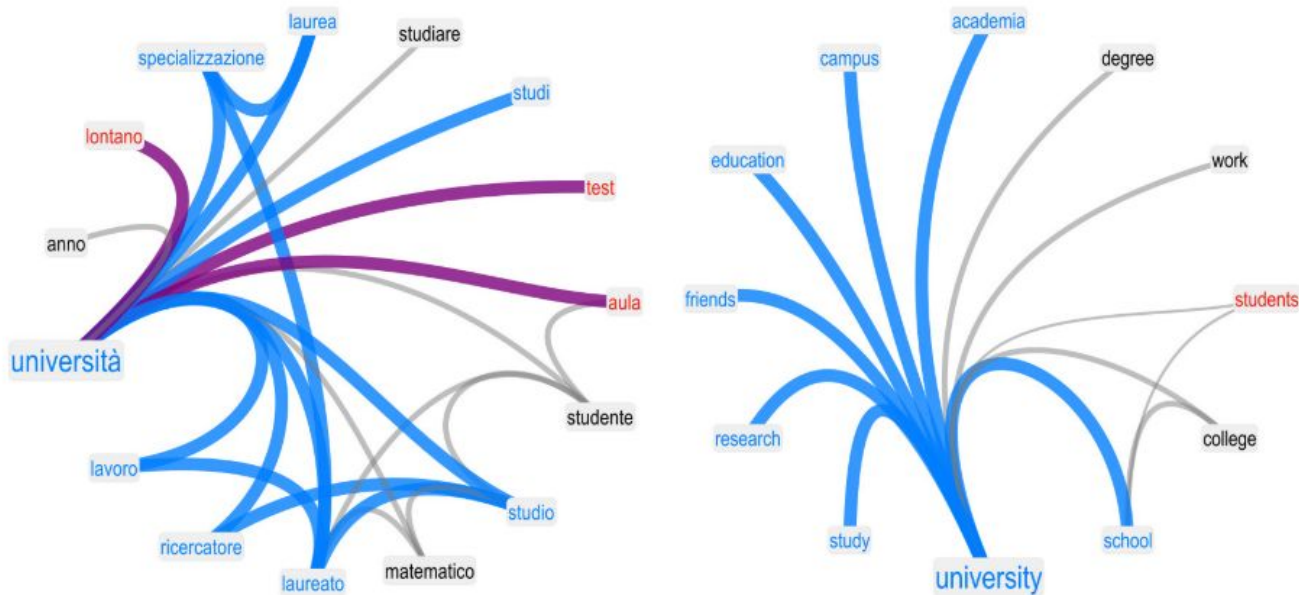 laurea
studiare
specializzazione
studi
lontano
test
anno
aula
università
studente
lavoro
studio
ricercatore
matematico
laureato
academia
degree
campus
work
education
friends
students
research
college
study
school
university